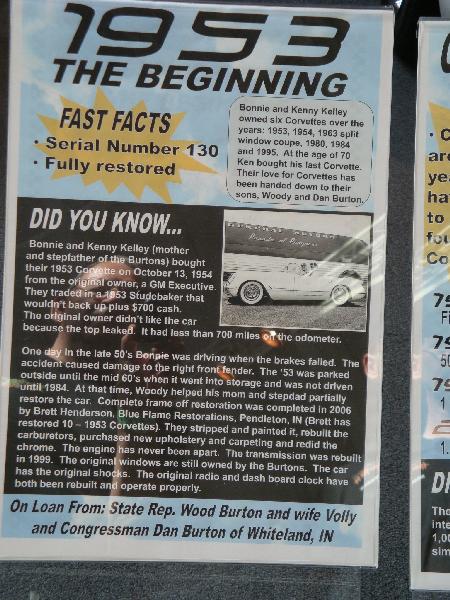 1953
THE BEGINNING
FAST FACTS
· Serial Number 130
· Fully restored
Bonnie and Kenny Kelley
owned six Corvettes over the
years: 1953, 1954, 1963 split
window coupe, 1980, 1984
and 1995. At the age of 70
Ken bought his last Corvette.
Their love for Corvettes has
been handed down to their
sons, Woody and Dan Burton.
DID YOU KNOW...
Bonnie and Kenny Kelley (mother
and stepfather of the Burtons) bought
their 1953 Corvette on October 13, 1954
from the original owner, a GM Executive.
They traded in a 1953 Studebaker that
wouldn't back up plus $700 cash.
The original owner didn't like the car
because the top leaked. It had less than 700 miles on the odometer.
One day in the late 50's Bonnie was driving when the brakes failed. The
accident caused damage to the right front fender. The '53 was parked
outside until the mid 60's when it went into storage and was not driven
until 1984. At that time, Woody helped his mom and stepdad partially
restore the car. Complete frame off restoration was completed in 2006
by Brett Henderson, Blue Flame Restorations, Pendleton, IN (Brett has
restored 10 – 1953 Corvettes). They stripped and painted it, rebuilt the
carburetors, purchased new upholstery and carpeting and redid the
chrome. The engine has never been apart. The transmission was rebuilt
in 1999. The original windows are still owned by the Burtons. The car
has the original shocks. The original radio and dash board clock have
both been rebuilt and operate properly.
On Loan From: State Rep. Wood Burton and wife Volly
and Congressman Dan Burton of Whiteland, IN